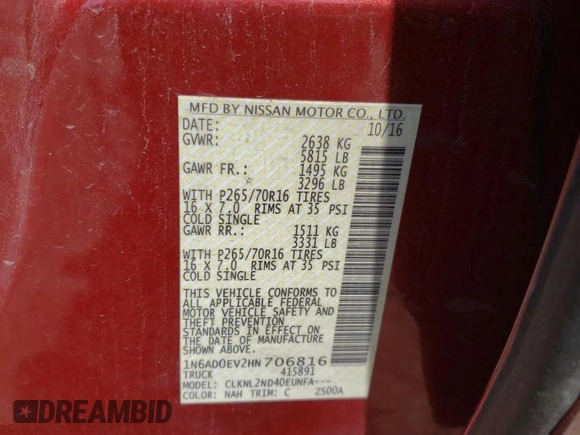 MFD BY NISSAN MOTOR CO., LTD.
DATE: 10/16
GVWR: 2638 KG
5815 LB
GAWR FR.: 1495 KG
3296 LB
WITH P265/70R16 TIRES
16 X 7.0 RIMS AT 35 PSI
COLD SINGLE
GAWR RR.: 1511 KG
3331 LB
WITH P265/70R16 TIRES
16 X 7.0 RIMS AT 35 PSI
COLD SINGLE
THIS VEHICLE CONFORMS TO
ALL APPLICABLE FEDERAL
MOTOR VEHICLE SAFETY AND
THEFT PREVENTION
STANDARDS IN EFFECT ON
THE DATE OF MANUFACTURE
SHOWN ABOVE.
1N6AD0EV2HN706816
TRUCK 415891
MODEL: CLKNL2ND40EUNFA---
COLOR: NAH TRIM: C 2S00A
REAL AUTOBIDMASTER